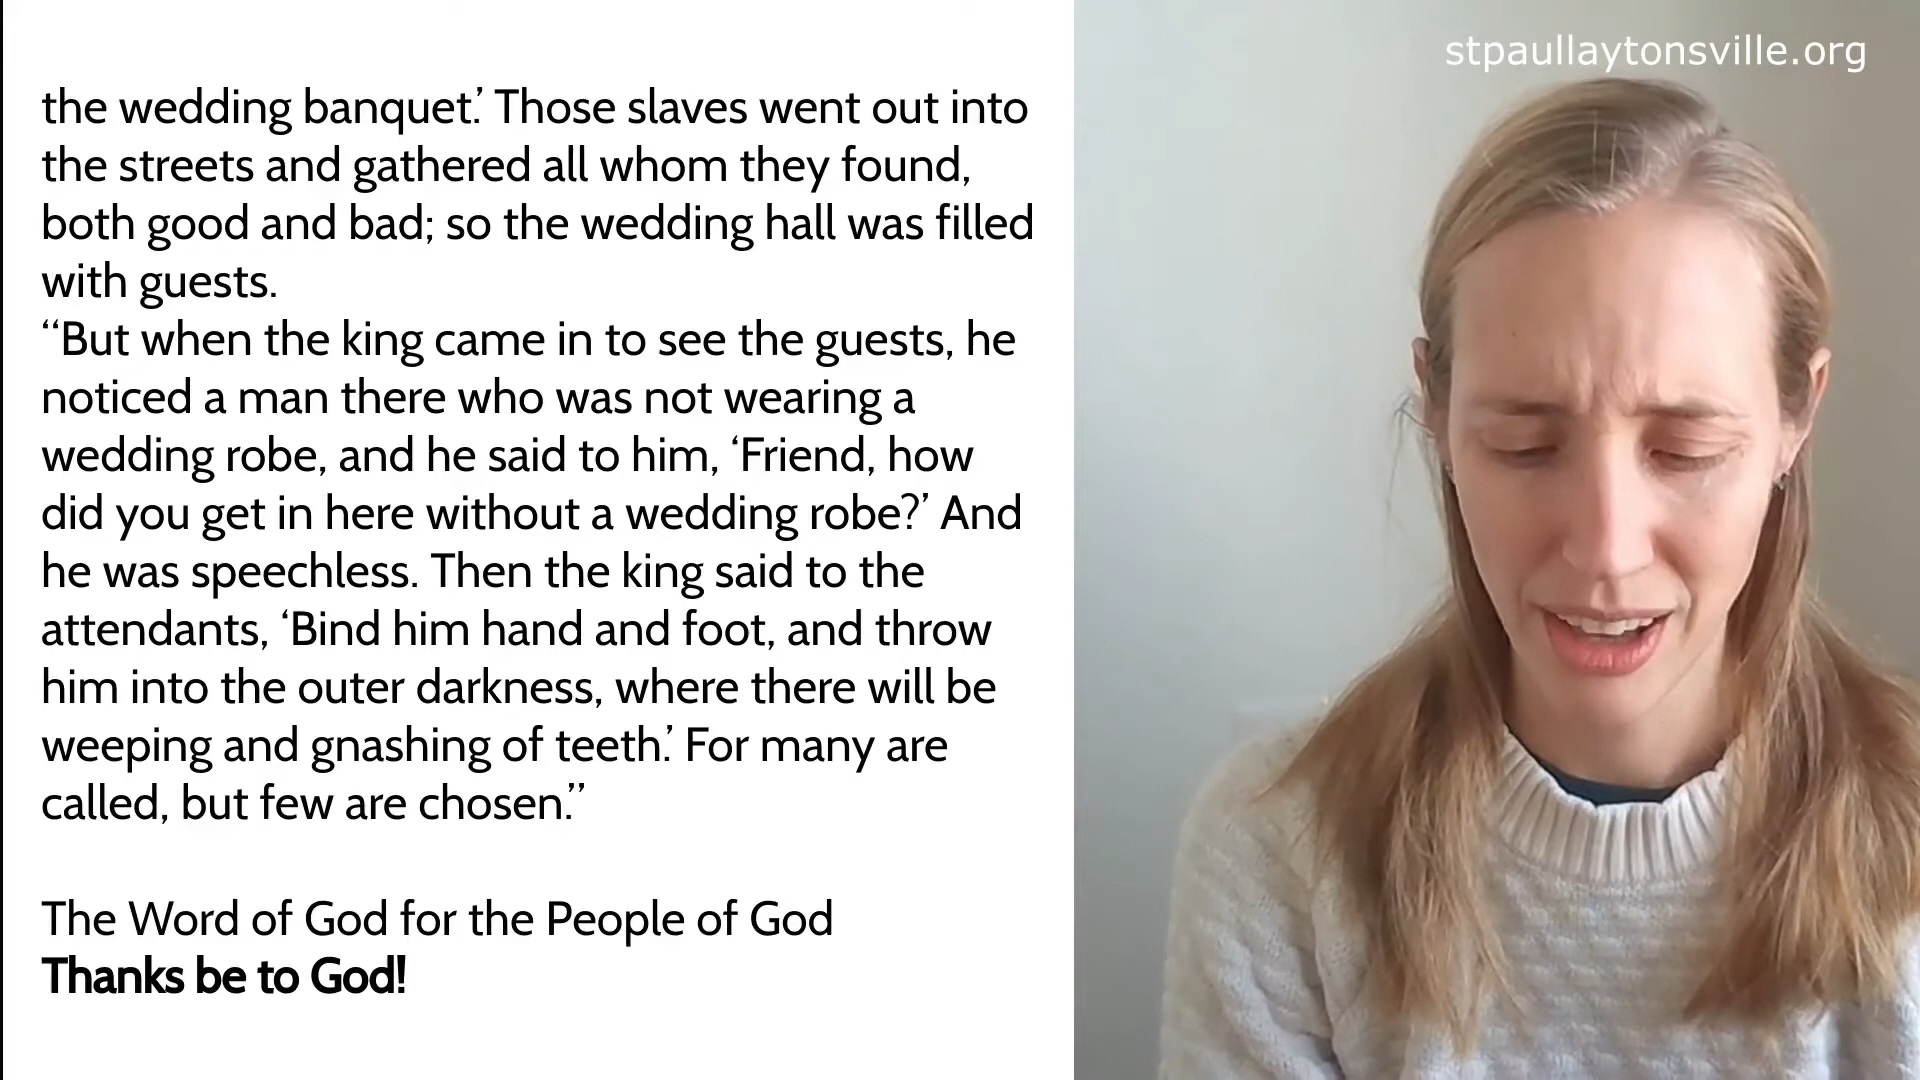 stpaullaytonsville.org
the wedding banquet.’ Those slaves went out into
the streets and gathered all whom they found,
both good and bad; so the wedding hall was filled
with guests.
“But when the king came in to see the guests, he
noticed a man there who was not wearing a
wedding robe, and he said to him, ‘Friend, how
did you get in here without a wedding robe?’ And
he was speechless. Then the king said to the
attendants, ‘Bind him hand and foot, and throw
him into the outer darkness, where there will be
weeping and gnashing of teeth.’ For many are
called, but few are chosen.”
The Word of God for the People of God
Thanks be to God!